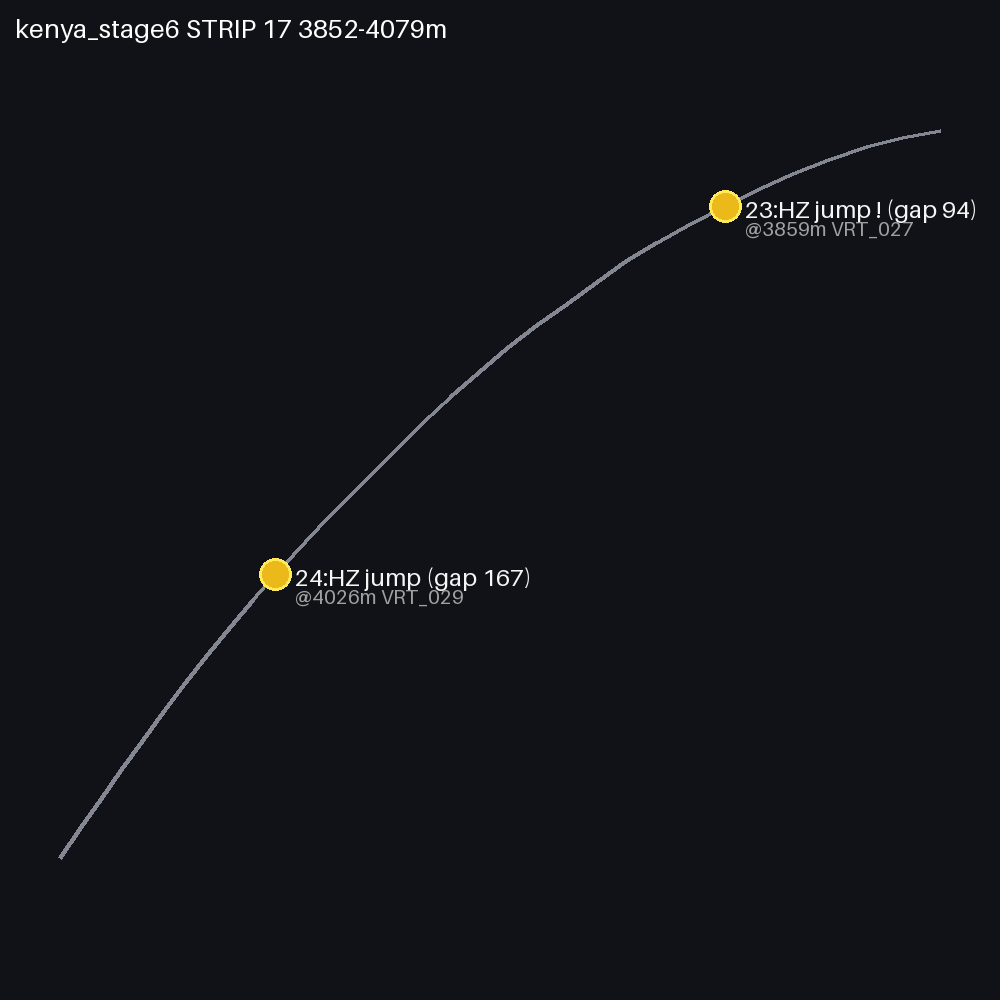 kenya_stage6 STRIP 17 3852-4079m
23:HZ jump ! (gap 94)
@3859m VRT_027
24:HZ jump (gap 167)
@4026m VRT_029